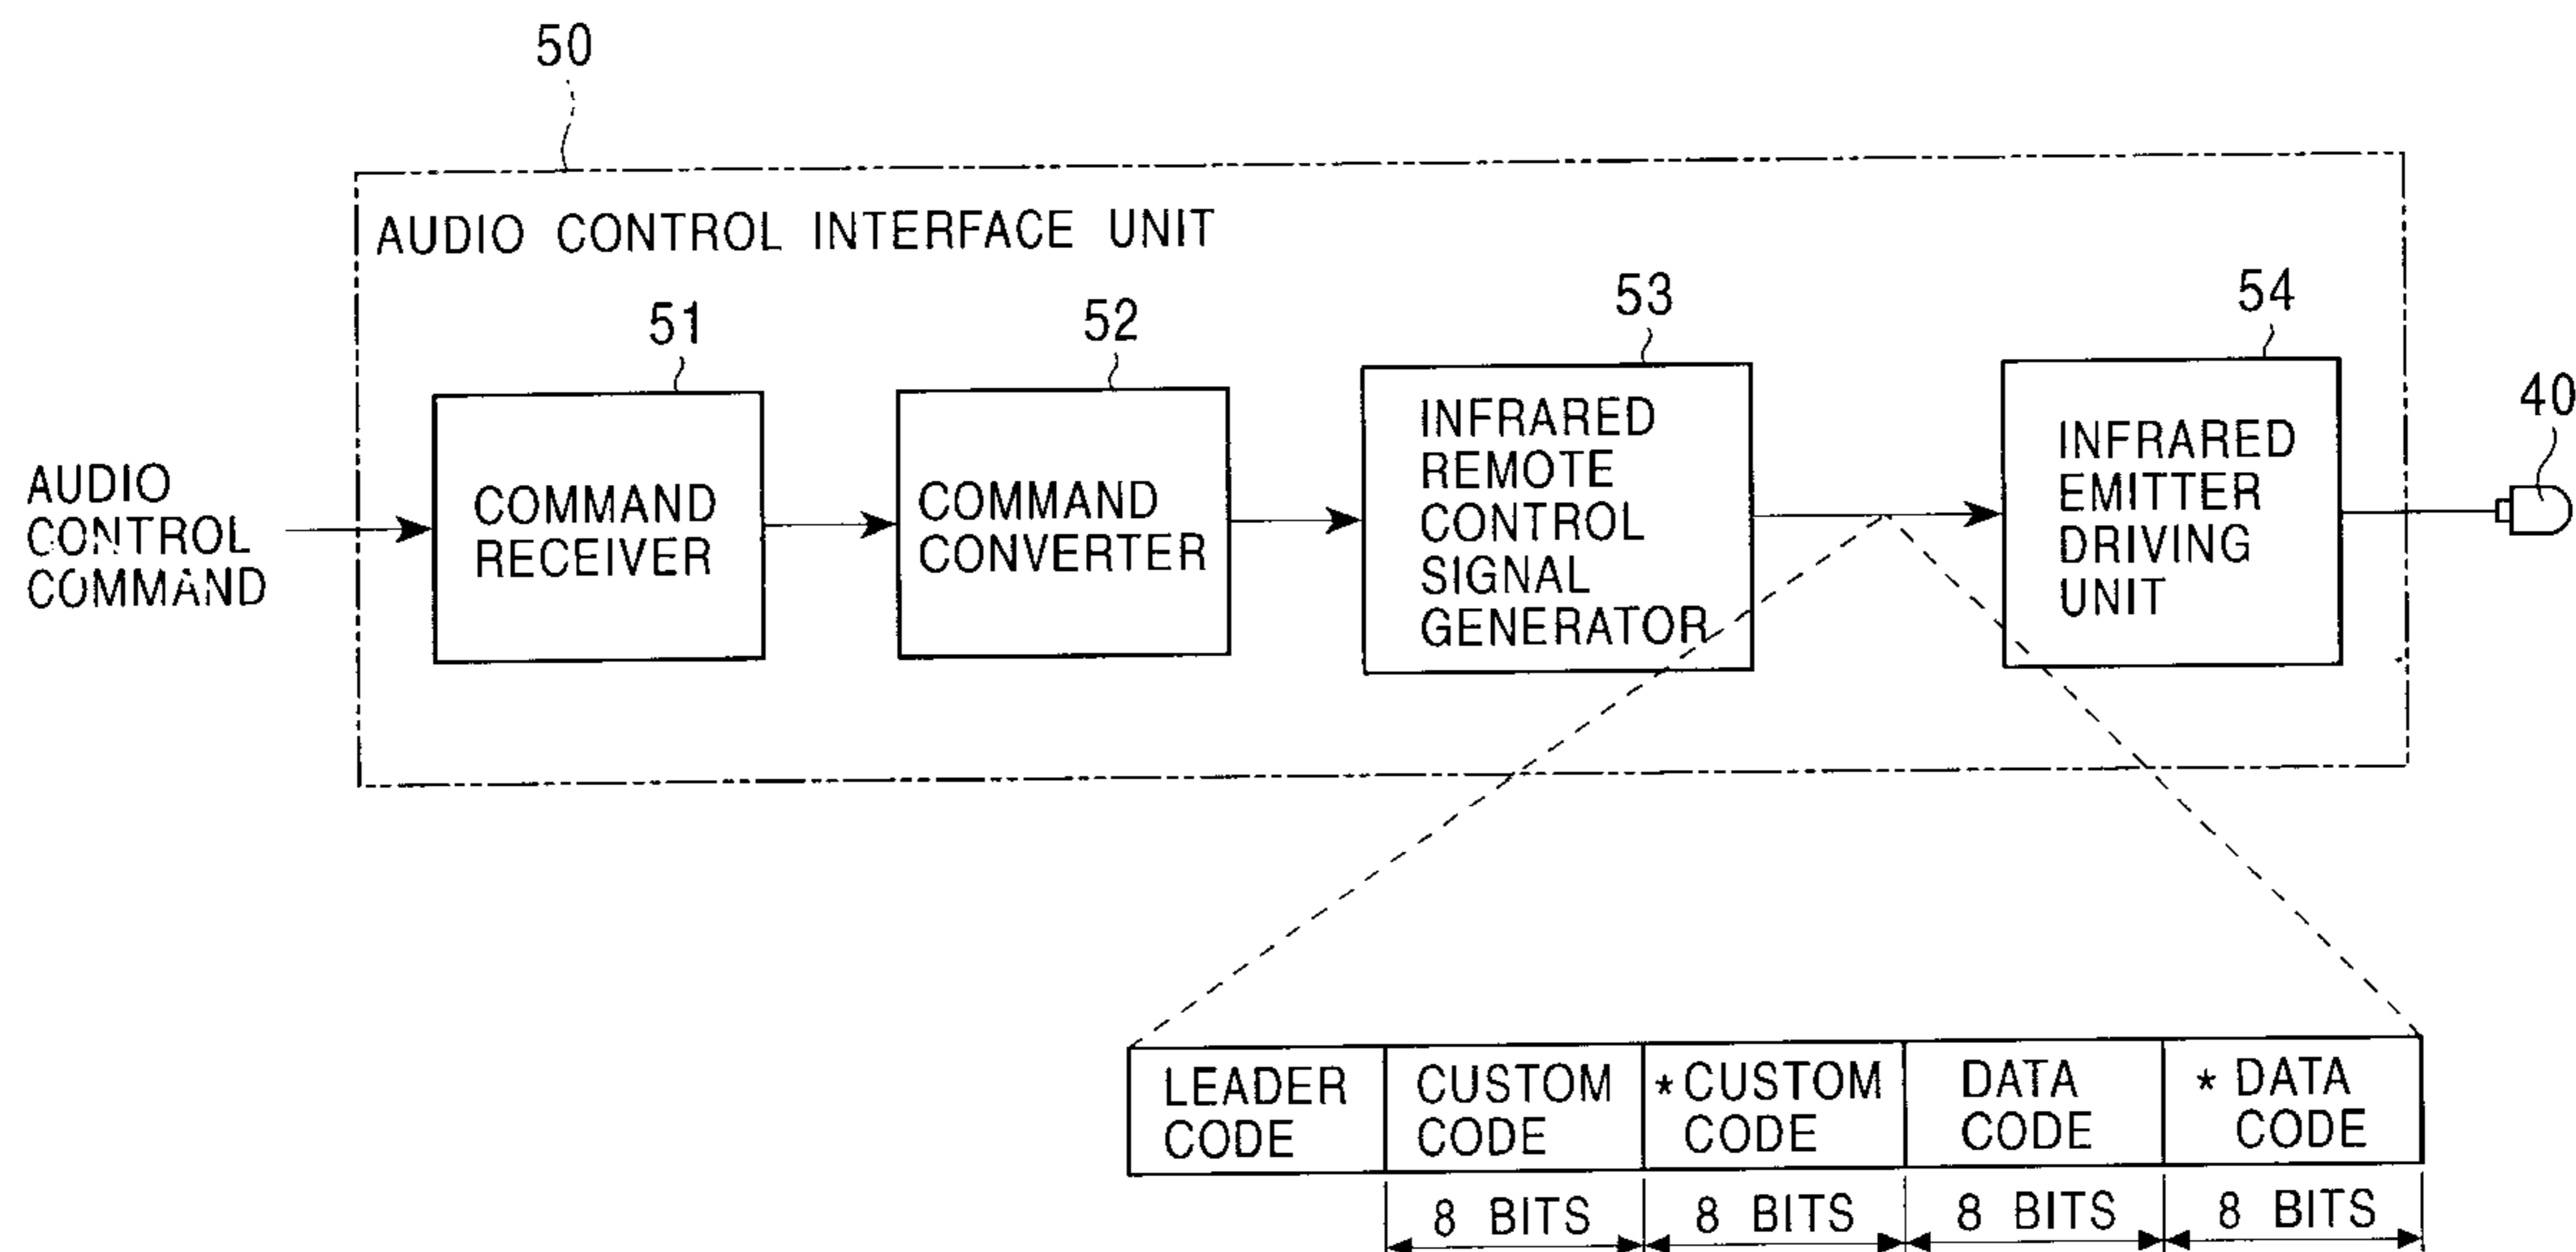 50
AUDIO CONTROL INTERFACE UNIT
51
52
53
54
40
AUDIO
CONTROL
COMMAND
COMMAND
RECEIVER
COMMAND
CONVERTER
INFRARED
REMOTE
CONTROL
SIGNAL
GENERATOR
INFRARED
EMITTER
DRIVING
UNIT
LEADER
CODE
CUSTOM
CODE
*CUSTOM
CODE
DATA
CODE
* DATA
CODE
8 BITS
8 BITS
8 BITS
8 BITS